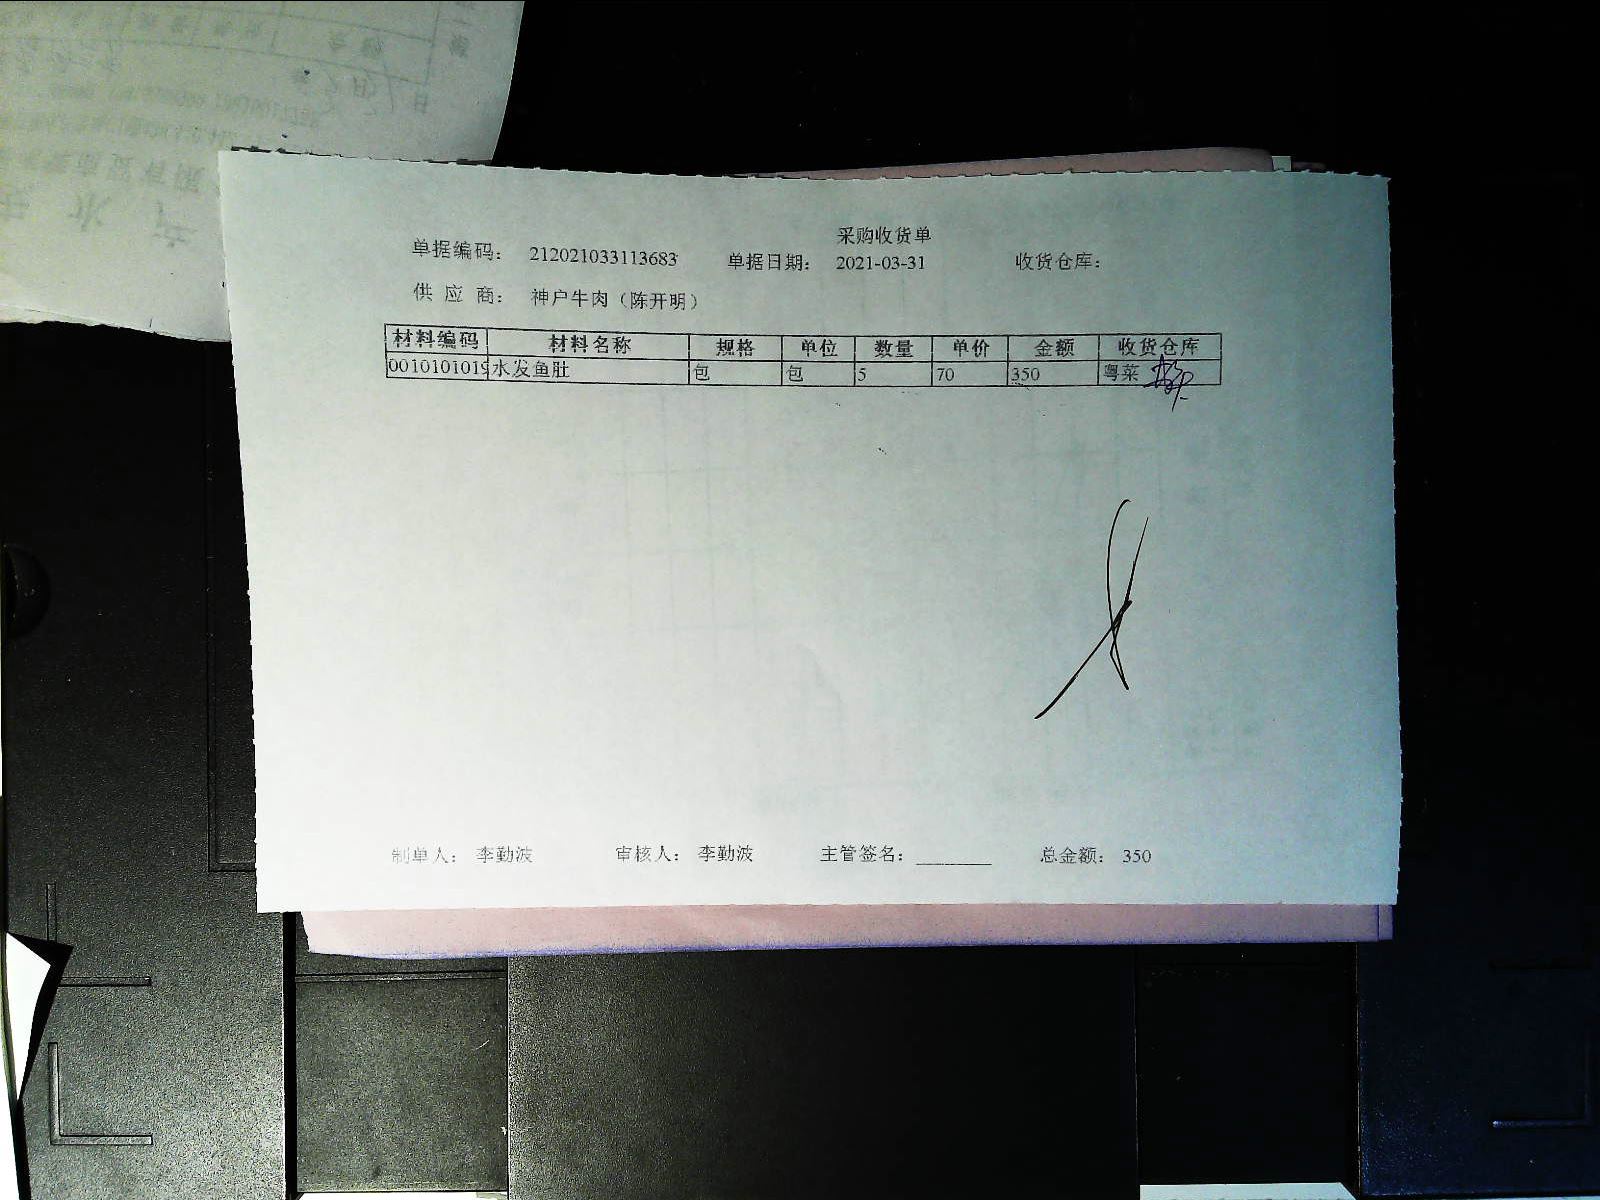 采购收货单
单据编码： 212021033113683 单据日期： 2021-03-31 收货仓库：
供 应 商： 神户牛肉（陈开明）
材料编码 材料名称 规格 单位 数量 单价 金额 收货仓库
0010101019 水发鱼肚 包 包 5 70 350 粤菜
制单人： 李勤波 审核人： 李勤波 主管签名：________ 总金额： 350